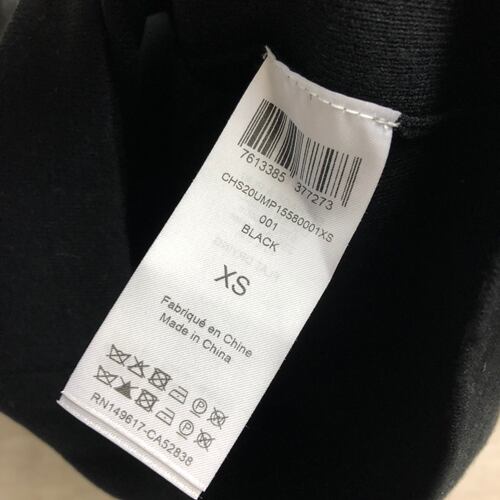 7613385 377273
CHS20UMP15580001XS
001
BLACK
XS
Fabriqué en Chine
Made in China
P
P
RN149617-CA52838